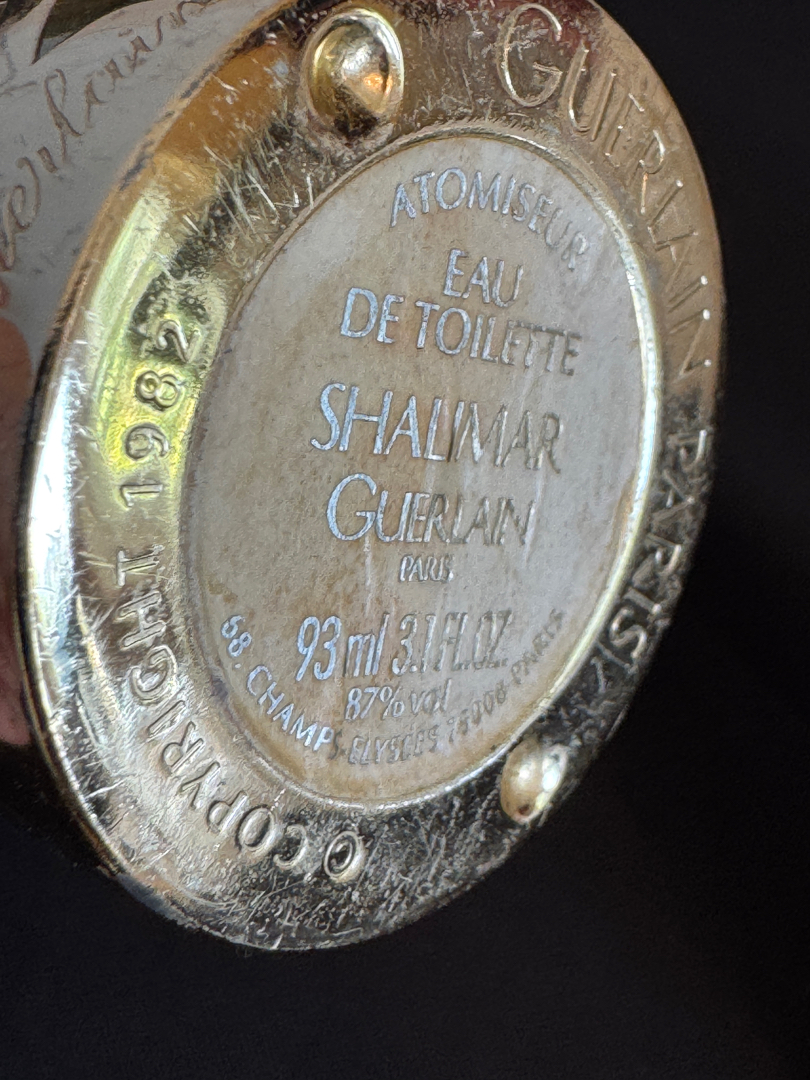 Guerlain
GUERLAIN PARIS
© COPYRIGHT 1982
ATOMISEUR
EAU
DE TOILETTE
SHALIMAR
GUERLAIN
PARIS
93 ml 3.1 FL.OZ.
87% vol
68, CHAMPS-ELYSÉES 75008 PARIS